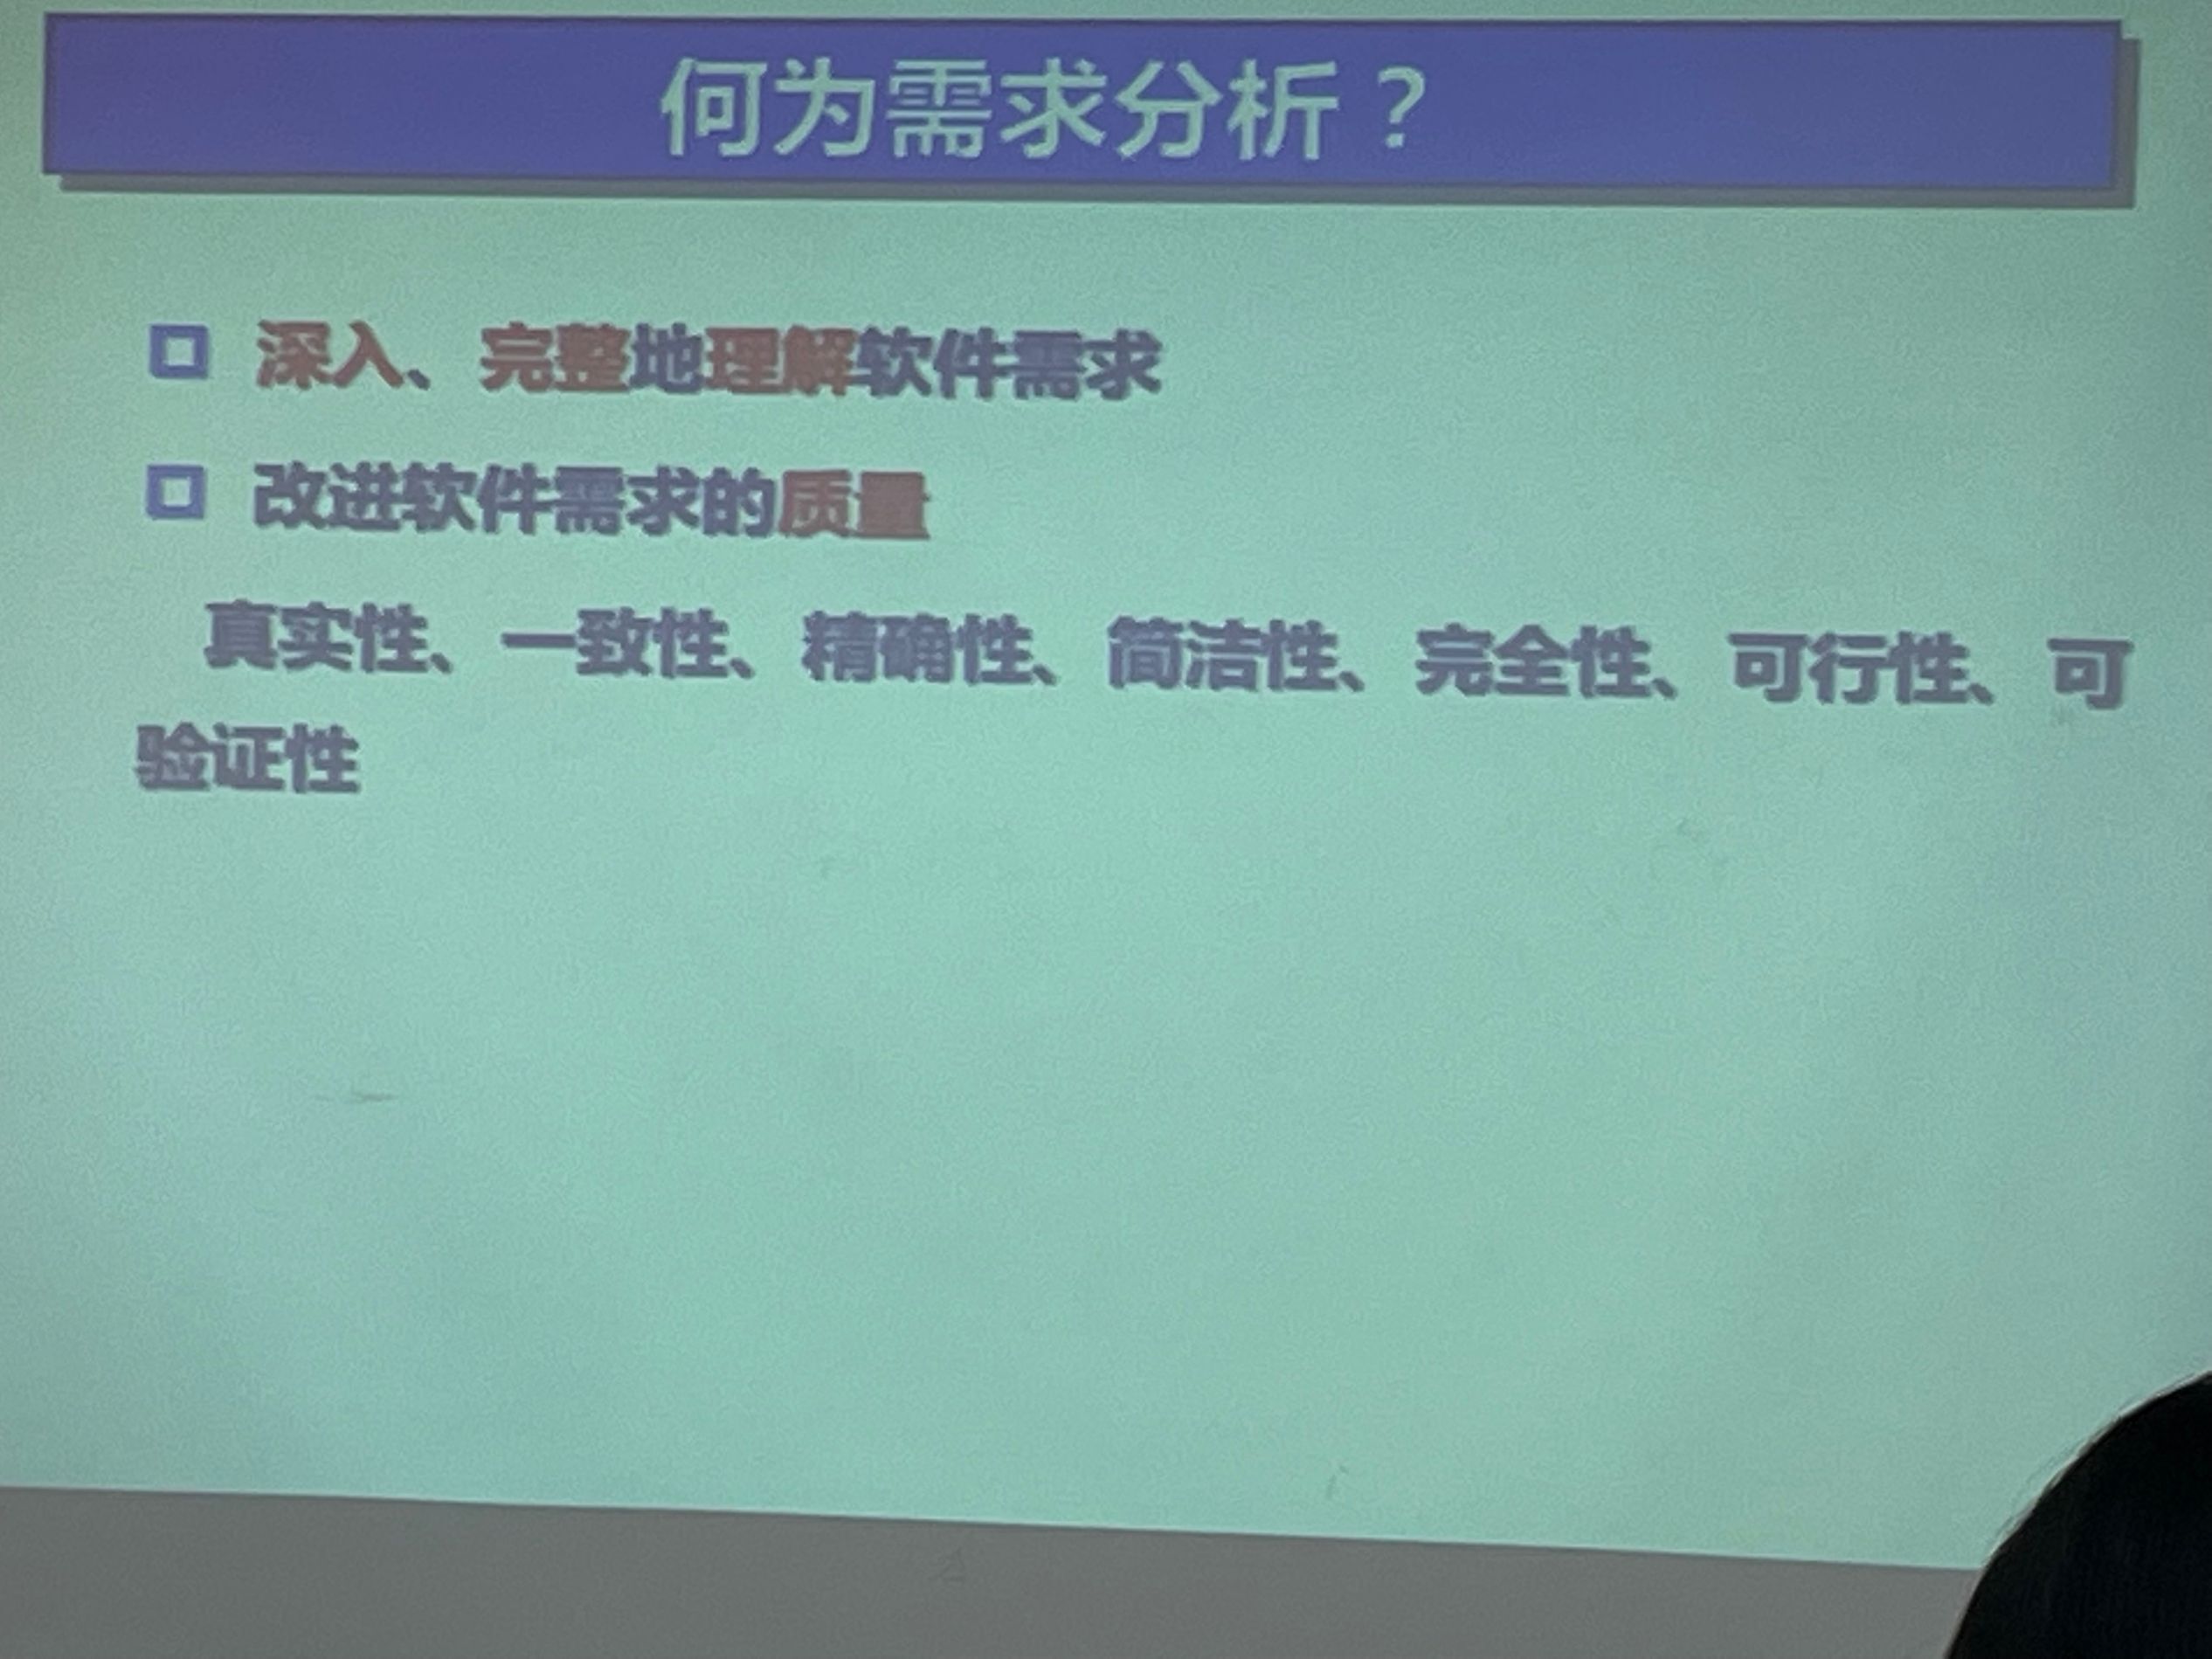 何为需求分析？
深入、完整地理解软件需求
改进软件需求的质量
真实性、一致性、精确性、简洁性、完全性、可行性、可
验证性